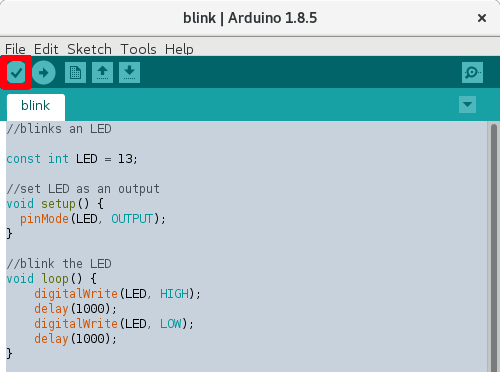 blink | Arduino 1.8.5
File Edit Sketch Tools Help
blink
//blinks an LED
const int LED = 13;
//set LED as an output
void setup() {
  pinMode(LED, OUTPUT);
}
//blink the LED
void loop() {
    digitalWrite(LED, HIGH);
    delay(1000);
    digitalWrite(LED, LOW);
    delay(1000);
}